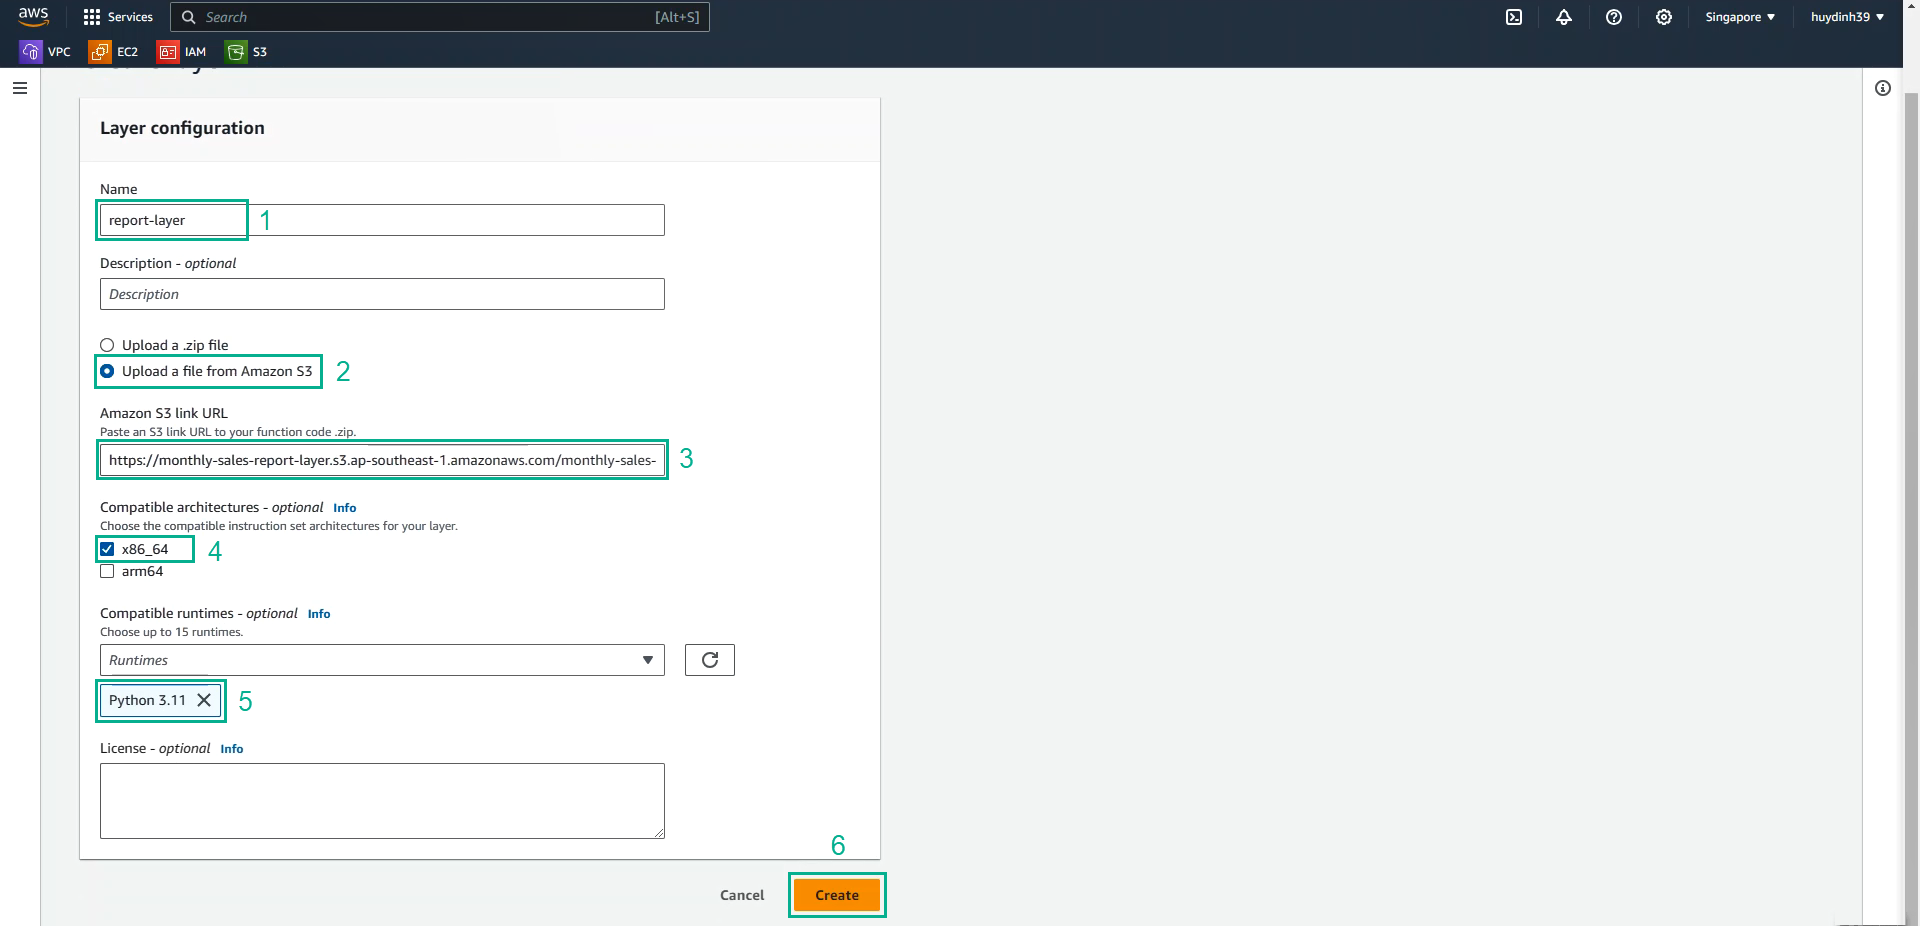 aws Services Search [Alt+S] Singapore huydinh39
VPC EC2 IAM S3
Layer configuration
Name
report-layer 1
Description - optional
Description
Upload a .zip file
Upload a file from Amazon S3 2
Amazon S3 link URL
Paste an S3 link URL to your function code .zip.
https://monthly-sales-report-layer.s3.ap-southeast-1.amazonaws.com/monthly-sales- 3
Compatible architectures - optional Info
Choose the compatible instruction set architectures for your layer.
x86_64 4
arm64
Compatible runtimes - optional Info
Choose up to 15 runtimes.
Runtimes
Python 3.11 5
License - optional Info
6
Cancel Create